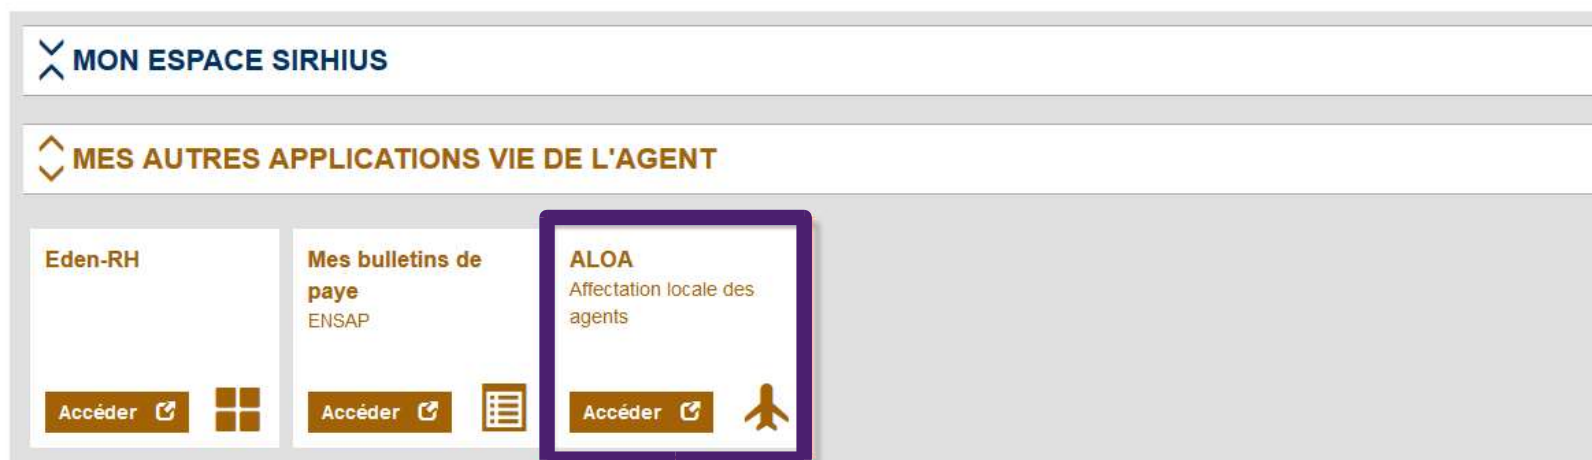 MON ESPACE SIRHIUS
MES AUTRES APPLICATIONS VIE DE L'AGENT
Eden-RH
Accéder
Mes bulletins de
paye
ENSAP
Accéder
ALOA
Affectation locale des
agents
Accéder